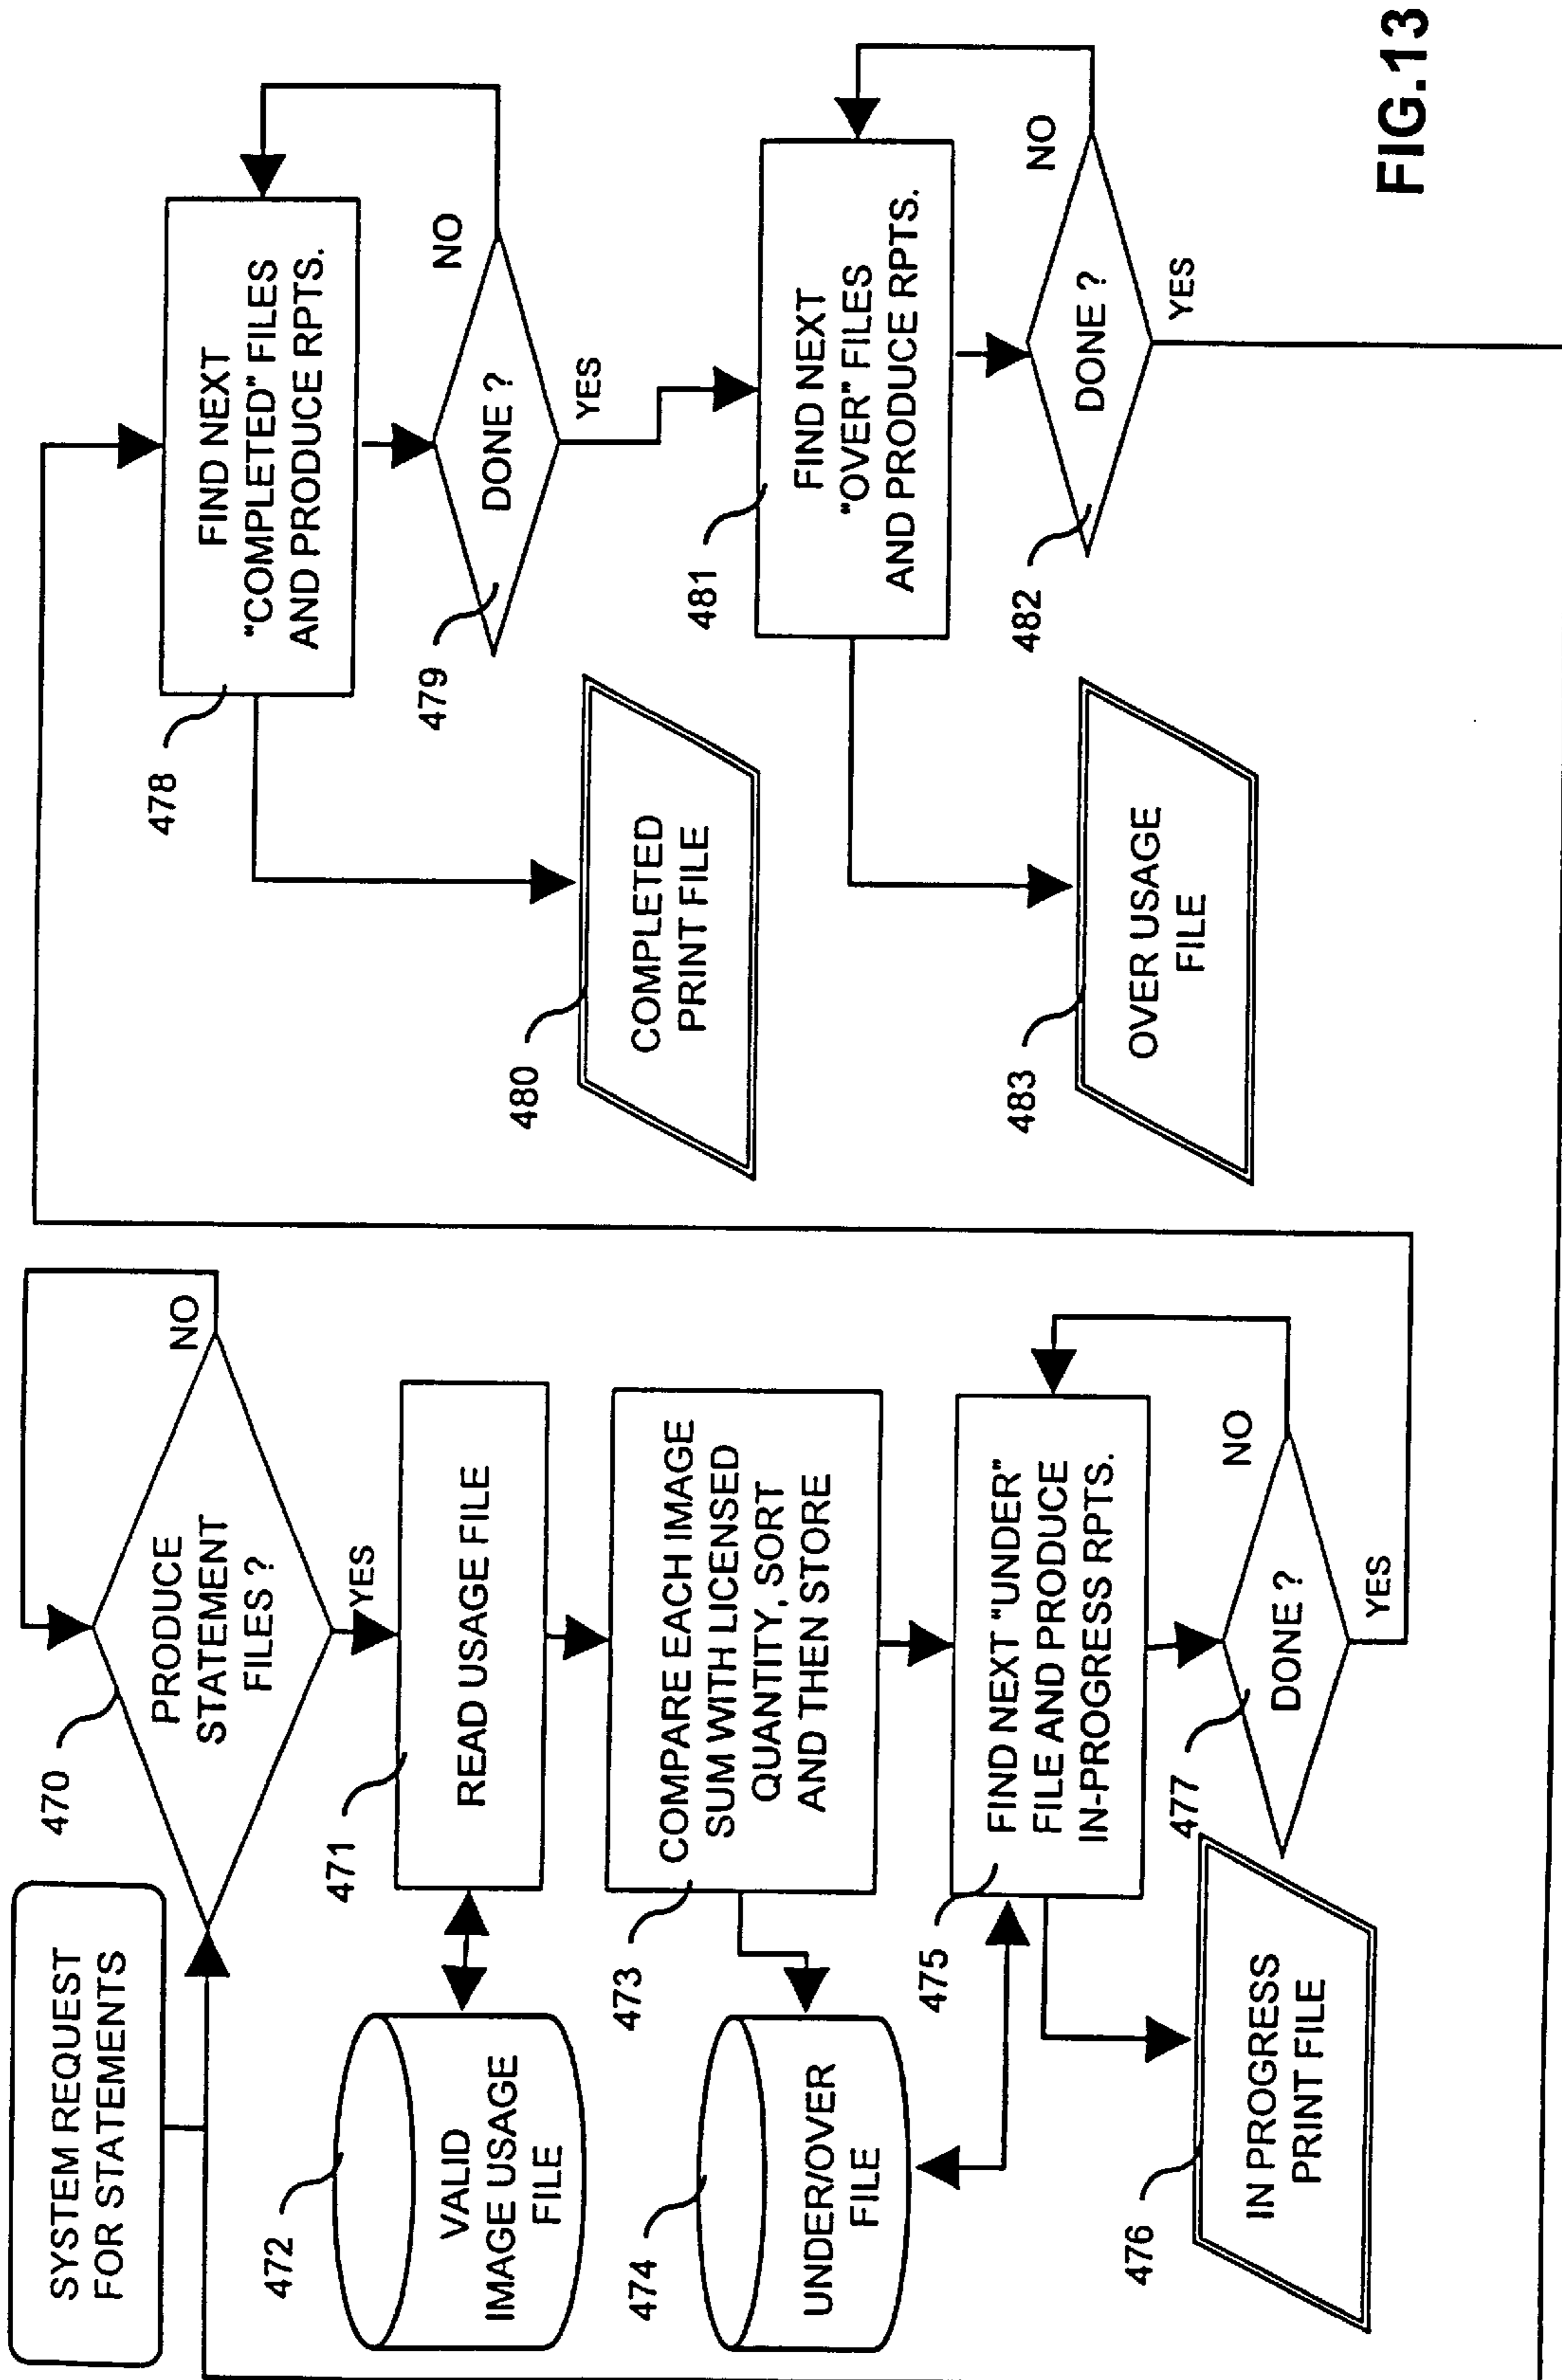 SYSTEM REQUEST
FOR STATEMENTS
470
PRODUCE
STATEMENT
FILES ?
NO
YES
471
READ USAGE FILE
472
VALID
IMAGE USAGE
FILE
473
COMPARE EACH IMAGE
SUM WITH LICENSED
QUANTITY, SORT
AND THEN STORE
474
UNDER/OVER
FILE
475
FIND NEXT "UNDER"
FILE AND PRODUCE
IN-PROGRESS RPTS.
476
IN PROGRESS
PRINT FILE
477
DONE ?
NO
YES
478
FIND NEXT
"COMPLETED" FILES
AND PRODUCE RPTS.
479
DONE ?
NO
YES
480
COMPLETED
PRINT FILE
481
FIND NEXT
"OVER" FILES
AND PRODUCE RPTS.
482
DONE ?
NO
YES
483
OVER USAGE
FILE
FIG.13